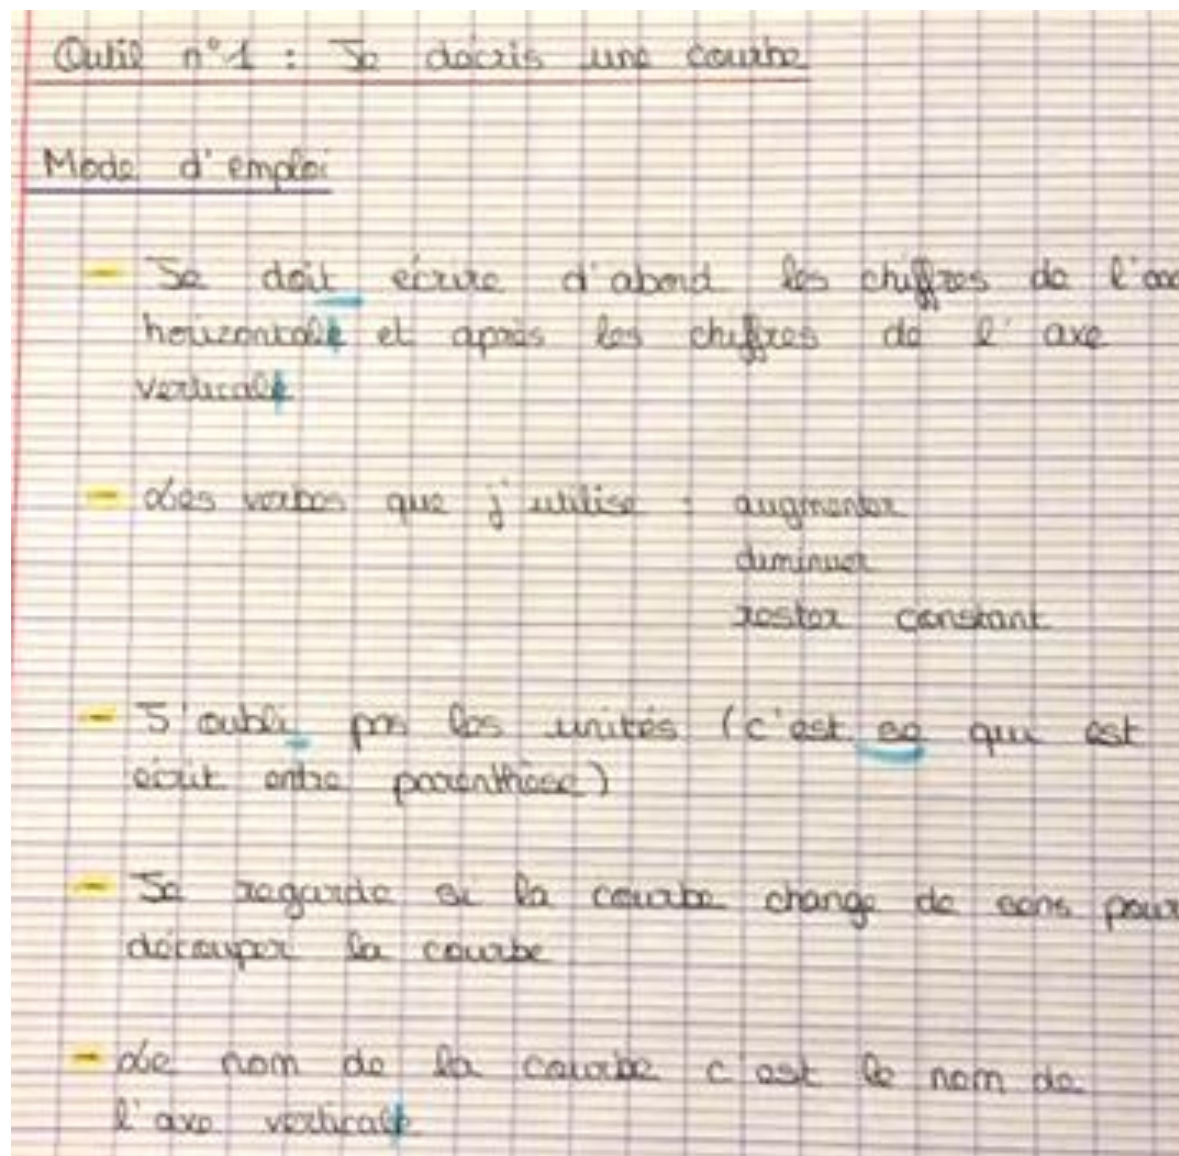 Outil n°1 : Je décris une courbe
Mode d'emploi
- Je doit écrire d'abord les chiffres de l'axe
horizontale et après les chiffres de l'axe
verticale
- Les verbes que j'utilise : augmenter
diminuer
rester constant
- J'oubli pas les unités (c'est se qui est
écrit entre parenthèse)
- Je regarde si la courbe change de sens pour
découper la courbe
- Le nom de la courbe c'est le nom de
l'axe verticale